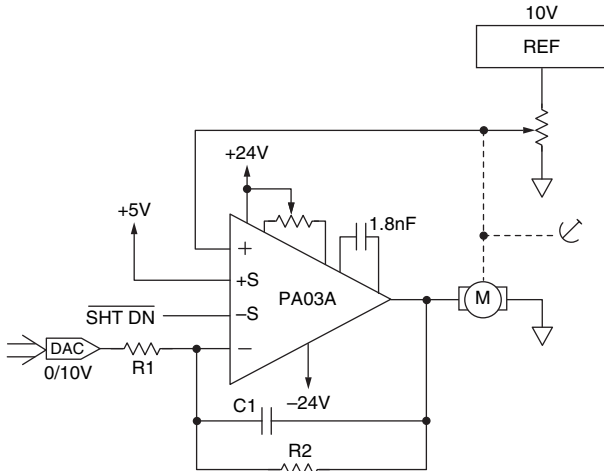 10V
REF
+24V
+5V
1.8nF
+
+S
PA03A
M
SHT DN
–S
DAC
R1
–
0/10V
–24V
C1
R2